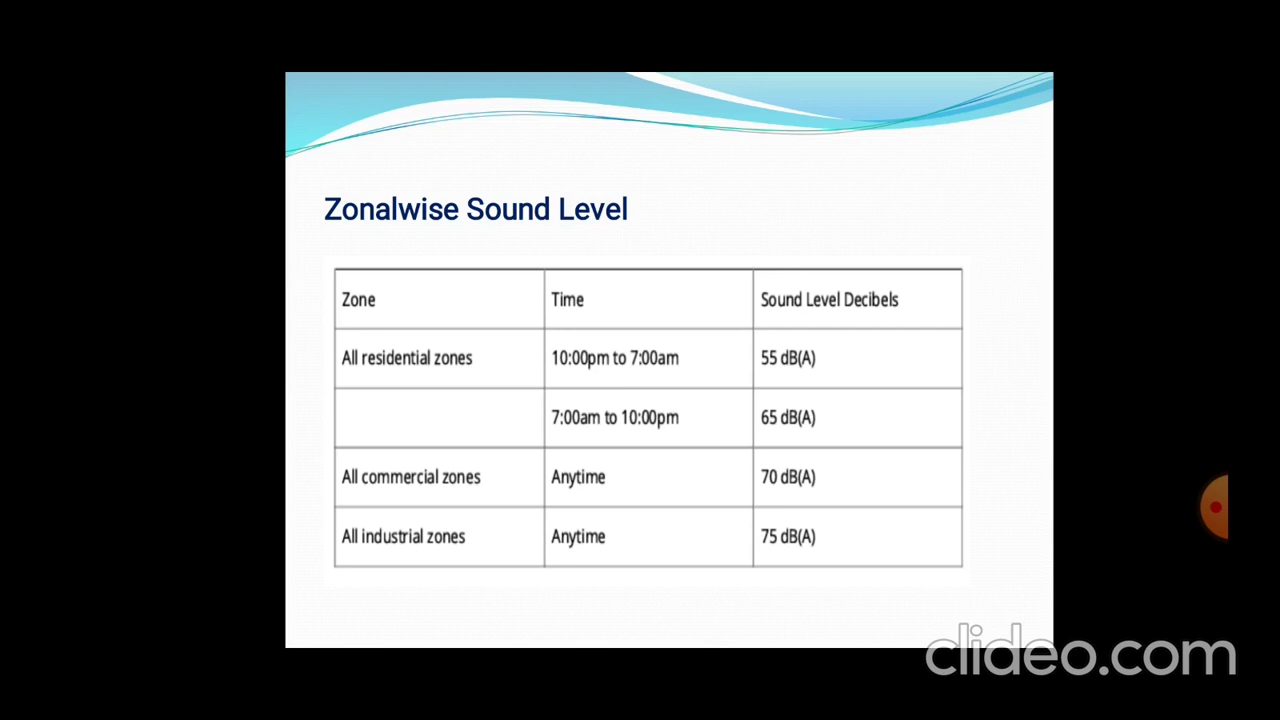 Zonalwise Sound Level
Zone Time Sound Level Decibels
All residential zones 10:00pm to 7:00am 55 dB(A)
7:00am to 10:00pm 65 dB(A)
All commercial zones Anytime 70 dB(A)
All industrial zones Anytime 75 dB(A)
clideo.com